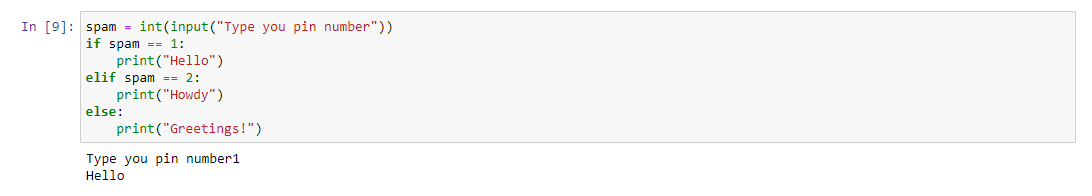 In [9]: spam = int(input("Type you pin number"))
if spam == 1:
    print("Hello")
elif spam == 2:
    print("Howdy")
else:
    print("Greetings!")
Type you pin number1
Hello